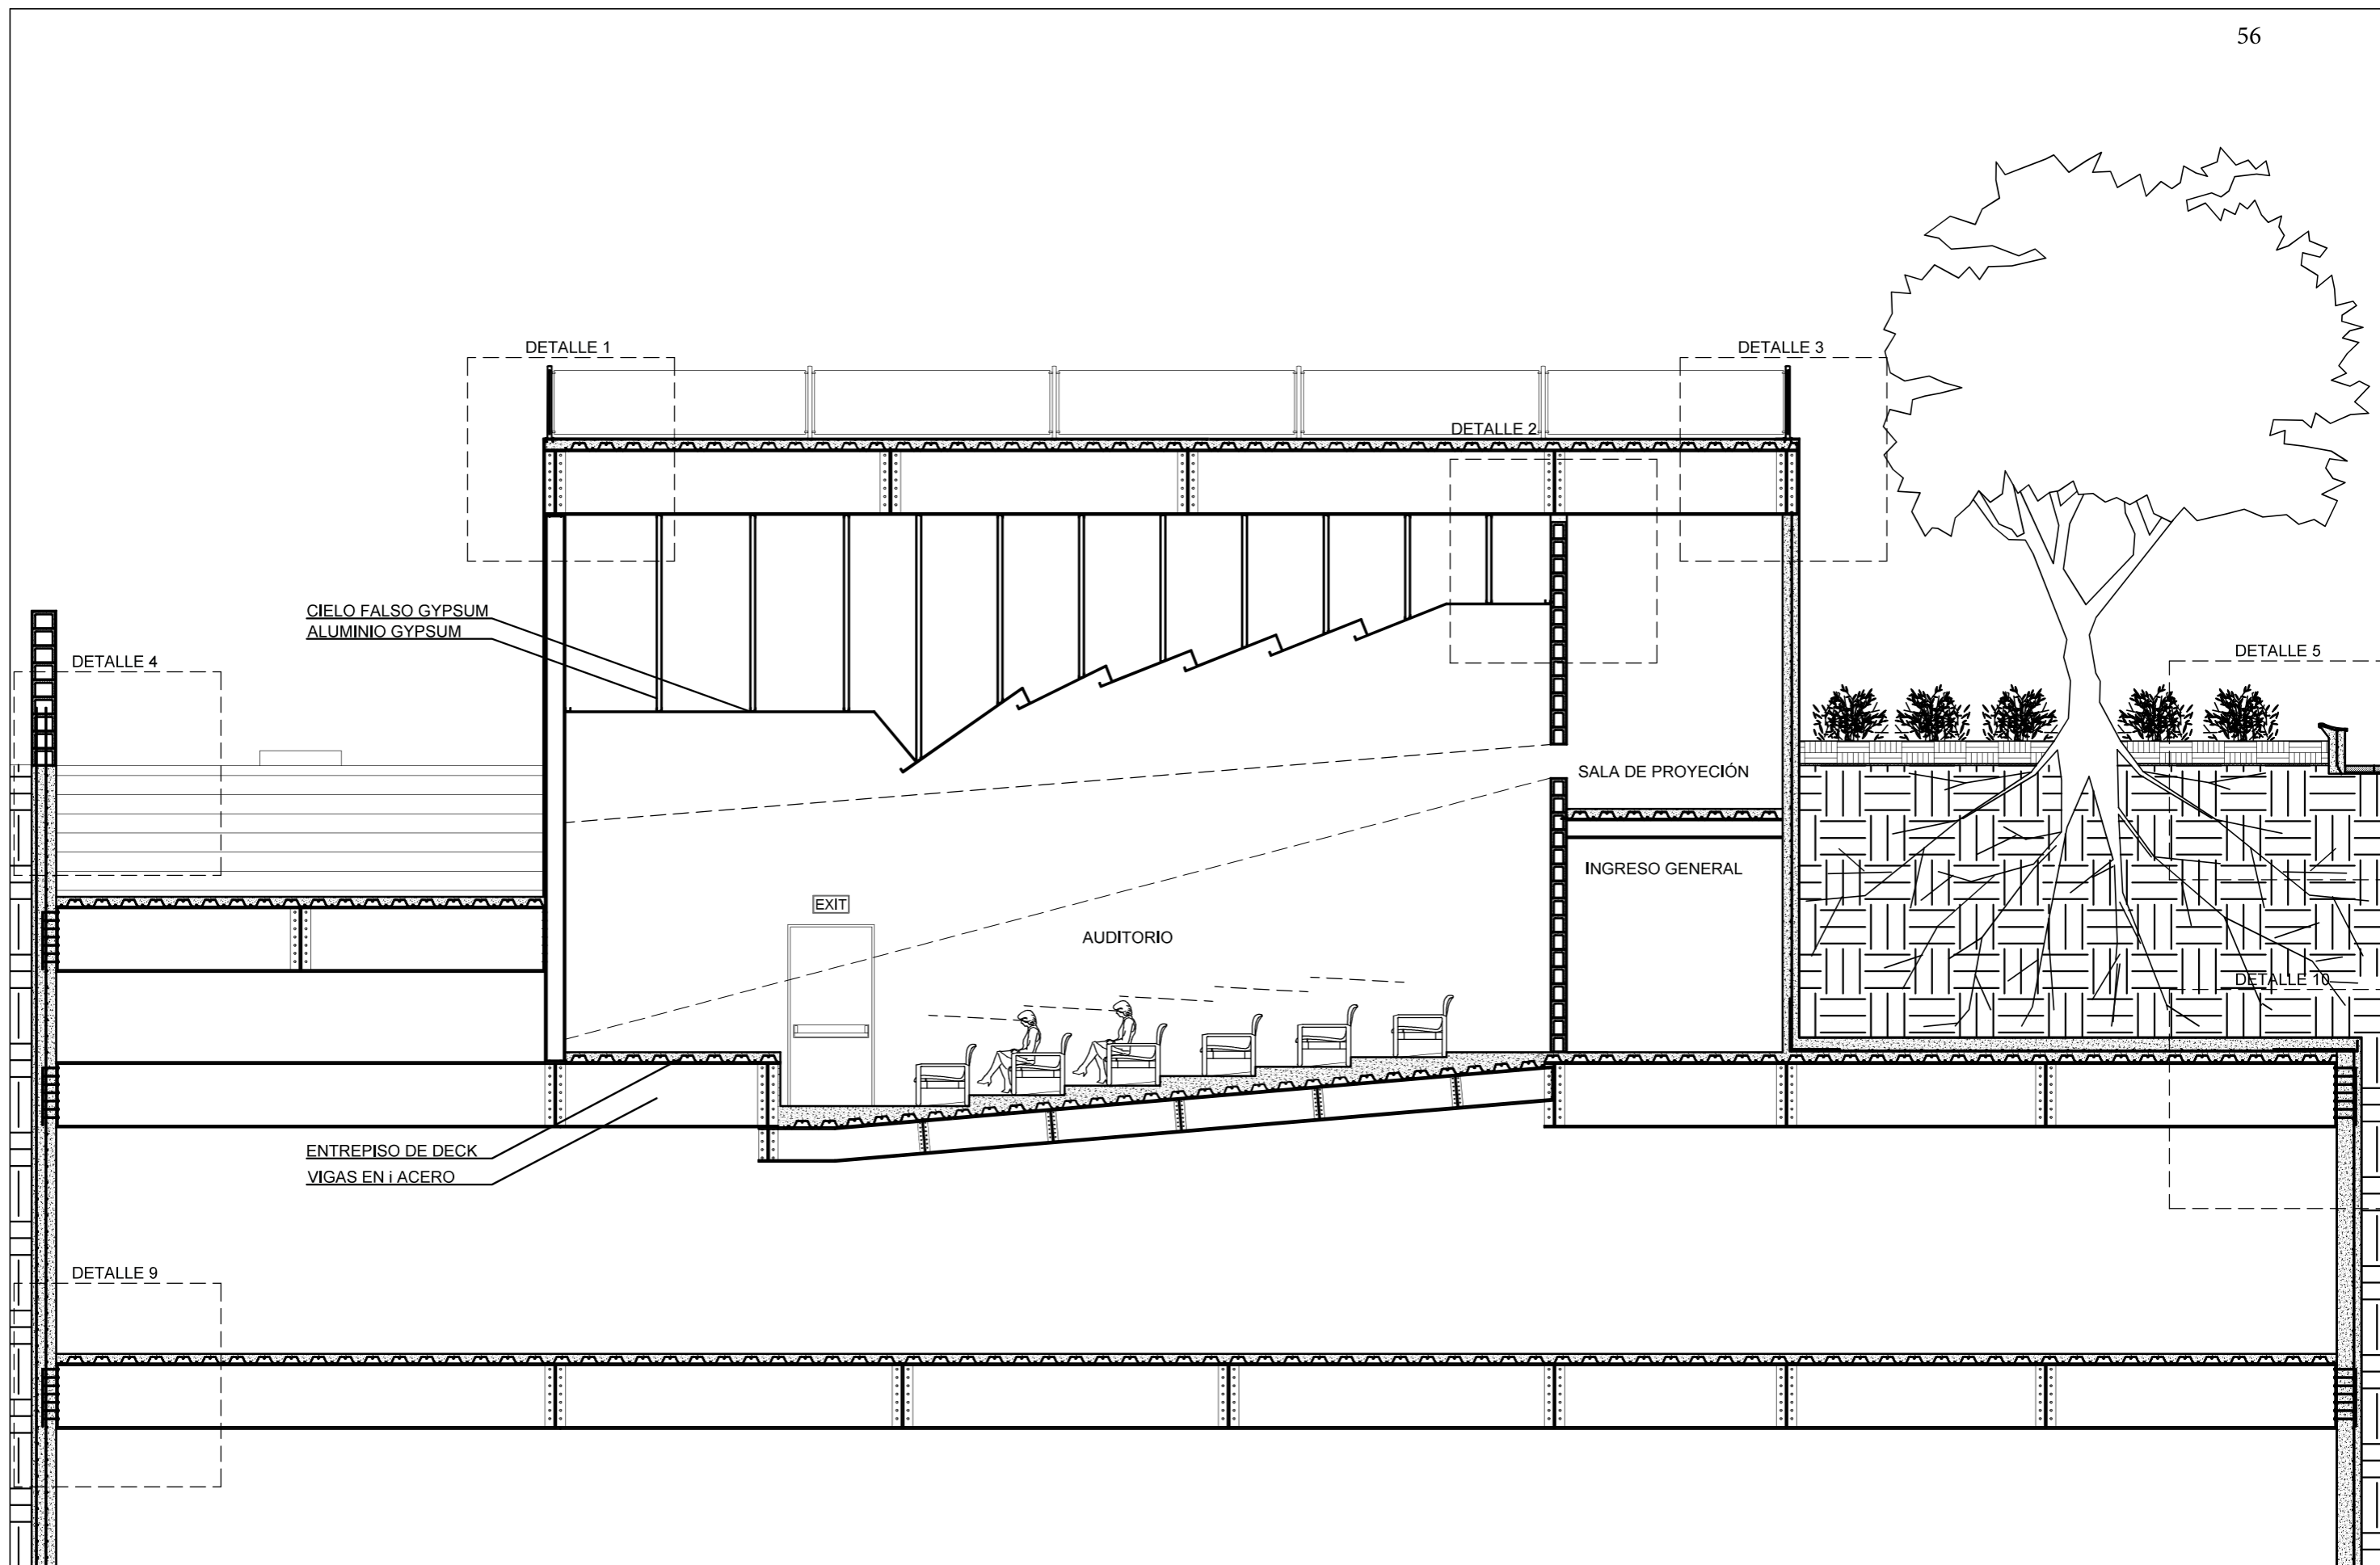 56
DETALLE 1
DETALLE 3
DETALLE 2
CIELO FALSO GYPSUM
ALUMINIO GYPSUM
DETALLE 4
DETALLE 5
SALA DE PROYECIÓN
INGRESO GENERAL
EXIT
AUDITORIO
DETALLE 10
ENTREPISO DE DECK
VIGAS EN i ACERO
DETALLE 9